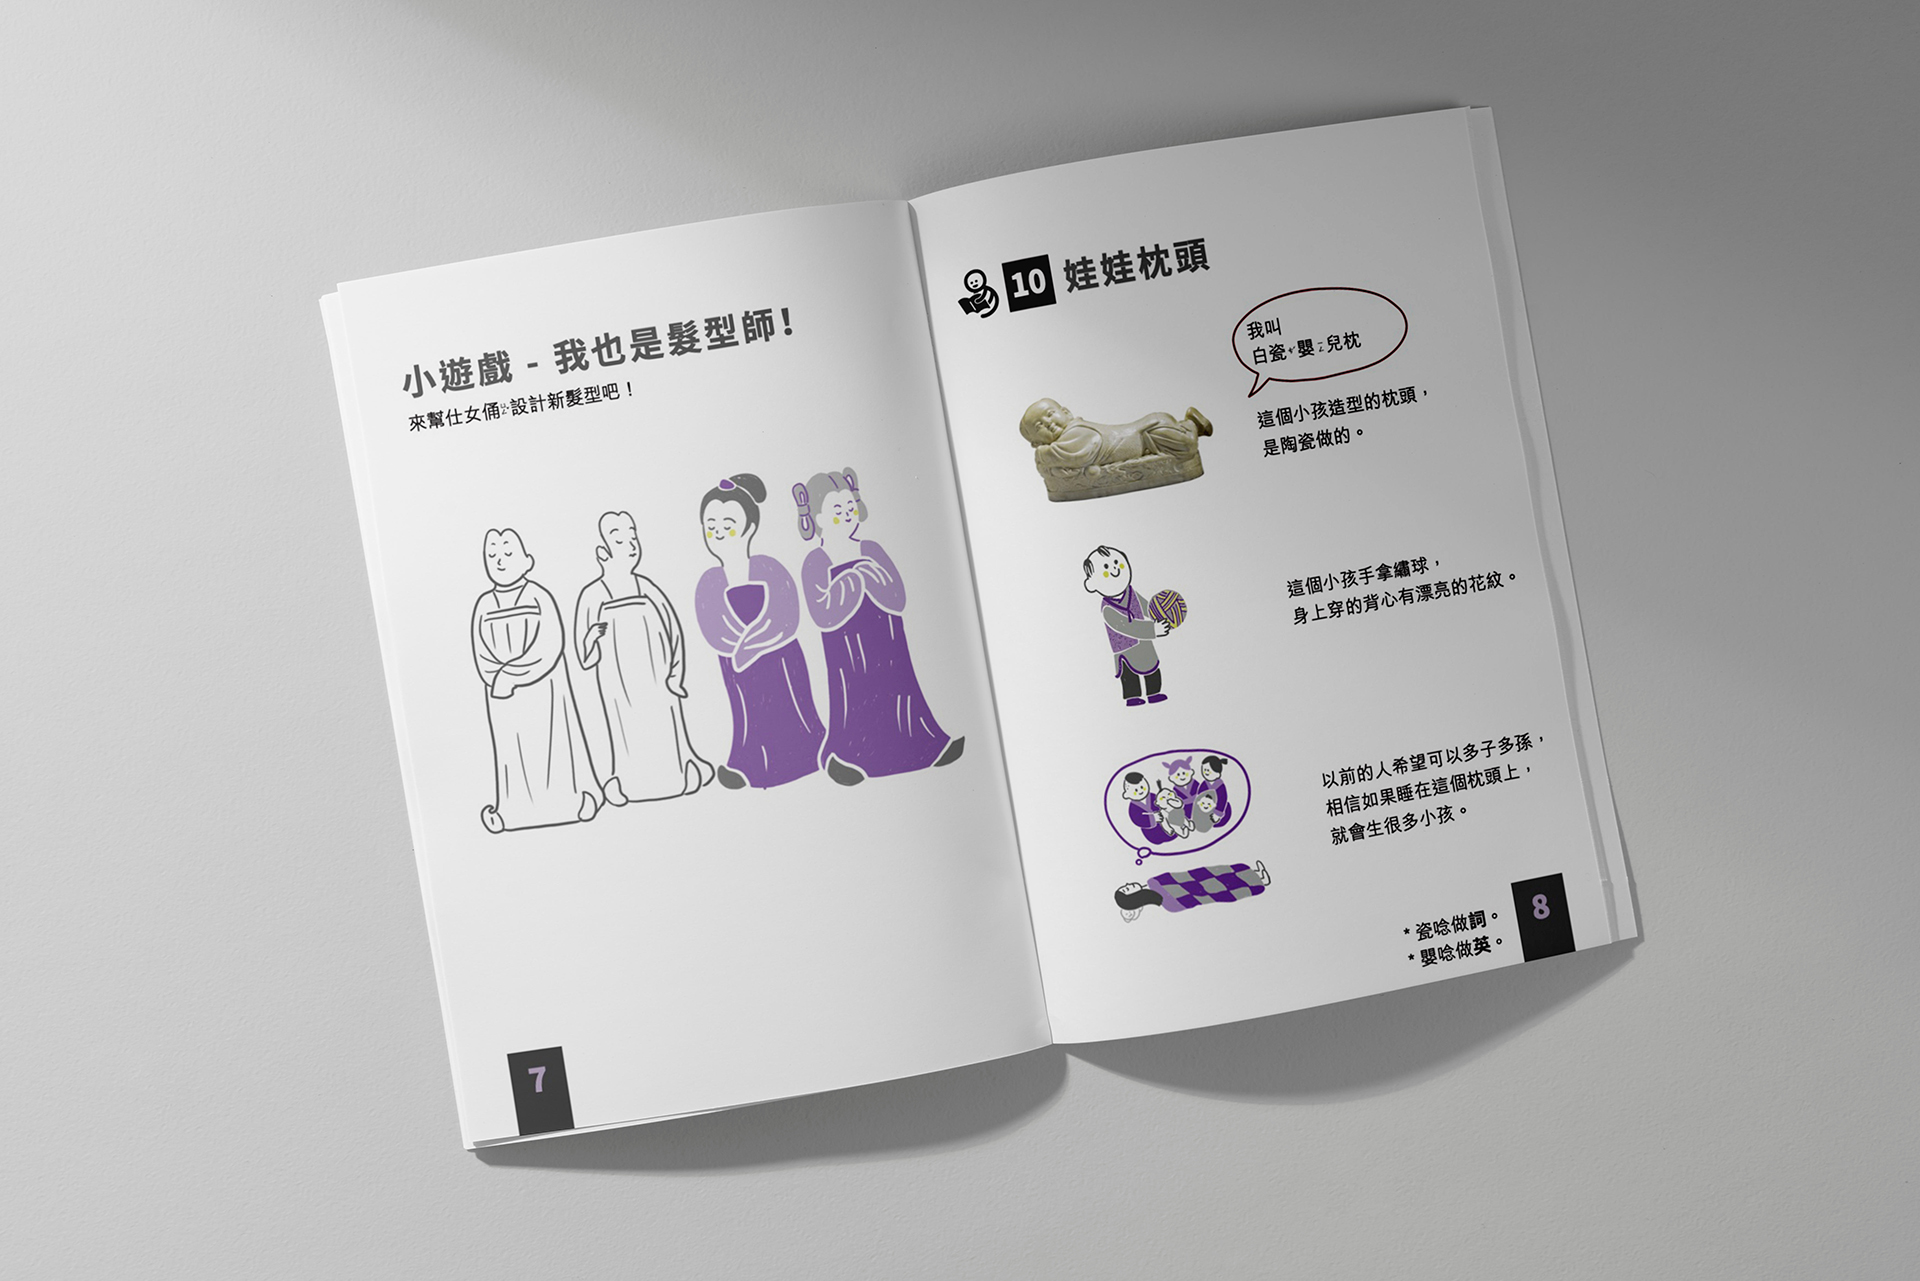 小遊戲 - 我也是髮型師!
來幫仕女俑設計新髮型吧！
7
10 娃娃枕頭
我叫
白瓷嬰兒枕
這個小孩造型的枕頭，
是陶瓷做的。
這個小孩手拿繡球，
身上穿的背心有漂亮的花紋。
以前的人希望可以多子多孫，
相信如果睡在這個枕頭上，
就會生很多小孩。
* 瓷唸做詞。
* 嬰唸做英。
8